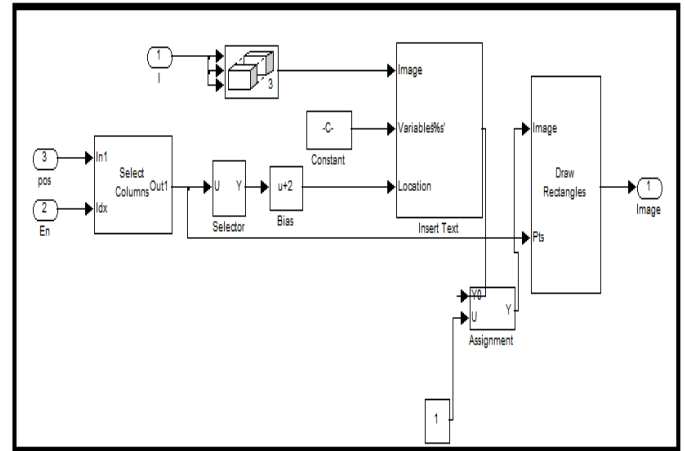 1
I
3
Image
Variables'%s'
Location
Insert Text
-C-
Constant
3
pos
2
En
In1
Idx
Select
Columns
Out1
U Y
Selector
u+2
Bias
Image
Pts
Draw
Rectangles
1
Image
Y0
U
Y
Assignment
1